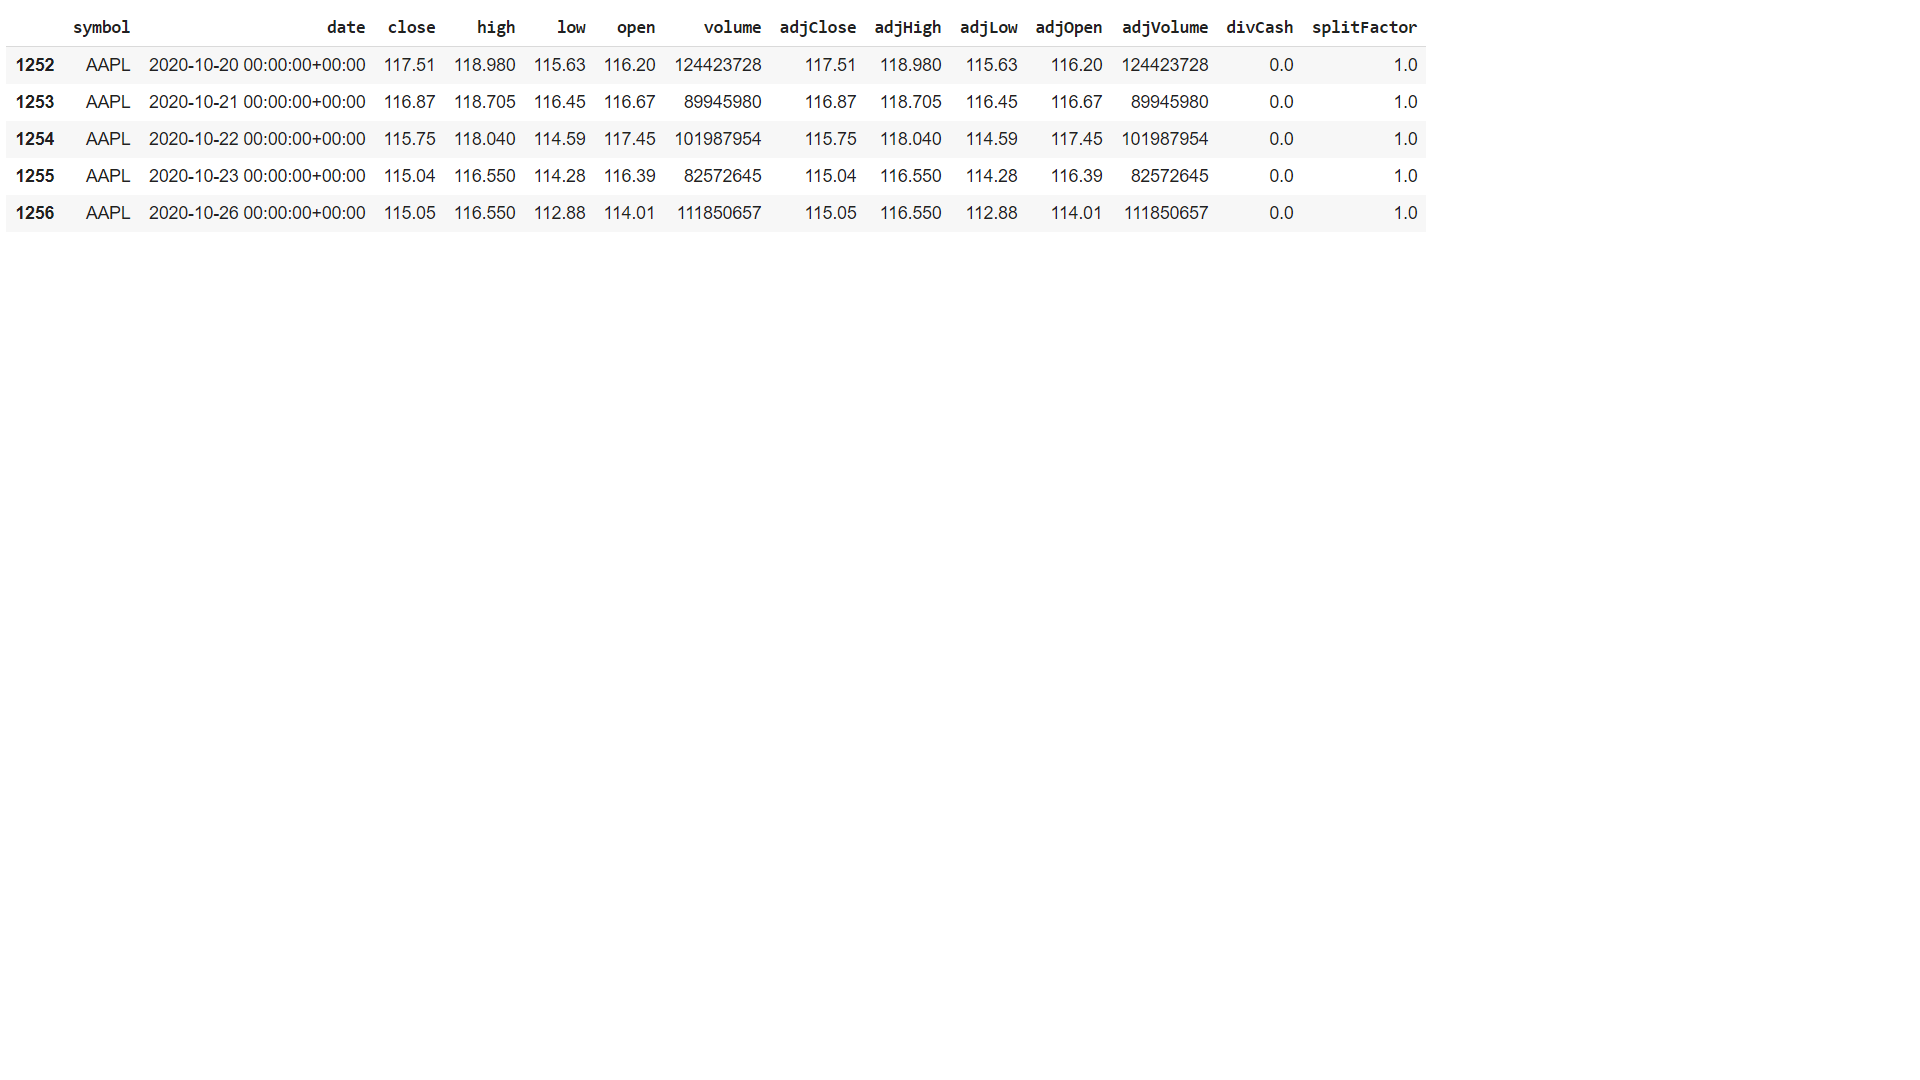 symbol date close high low open volume adjClose adjHigh adjLow adjOpen adjVolume divCash splitFactor
1252 AAPL 2020-10-20 00:00:00+00:00 117.51 118.980 115.63 116.20 124423728 117.51 118.980 115.63 116.20 124423728 0.0 1.0
1253 AAPL 2020-10-21 00:00:00+00:00 116.87 118.705 116.45 116.67 89945980 116.87 118.705 116.45 116.67 89945980 0.0 1.0
1254 AAPL 2020-10-22 00:00:00+00:00 115.75 118.040 114.59 117.45 101987954 115.75 118.040 114.59 117.45 101987954 0.0 1.0
1255 AAPL 2020-10-23 00:00:00+00:00 115.04 116.550 114.28 116.39 82572645 115.04 116.550 114.28 116.39 82572645 0.0 1.0
1256 AAPL 2020-10-26 00:00:00+00:00 115.05 116.550 112.88 114.01 111850657 115.05 116.550 112.88 114.01 111850657 0.0 1.0